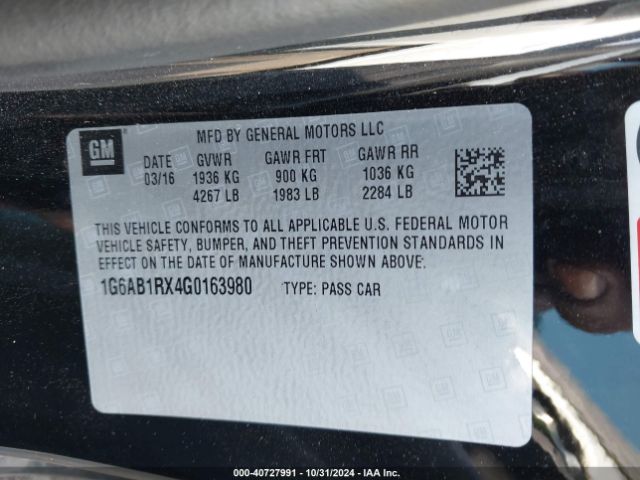 GM
MFD BY GENERAL MOTORS LLC
DATE GVWR GAWR FRT GAWR RR
03/16 1936 KG 900 KG 1036 KG
4267 LB 1983 LB 2284 LB
THIS VEHICLE CONFORMS TO ALL APPLICABLE U.S. FEDERAL MOTOR
VEHICLE SAFETY, BUMPER, AND THEFT PREVENTION STANDARDS IN
EFFECT ON THE DATE OF MANUFACTURE SHOWN ABOVE.
1G6AB1RX4G0163980 TYPE: PASS CAR
000-40727991 - 10/31/2024 - IAA Inc.